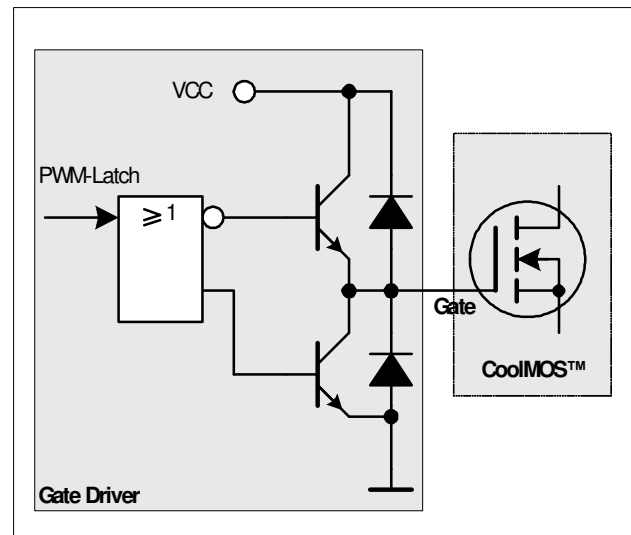 VCC
PWM-Latch
≥1
Gate
CoolMOS™
Gate Driver